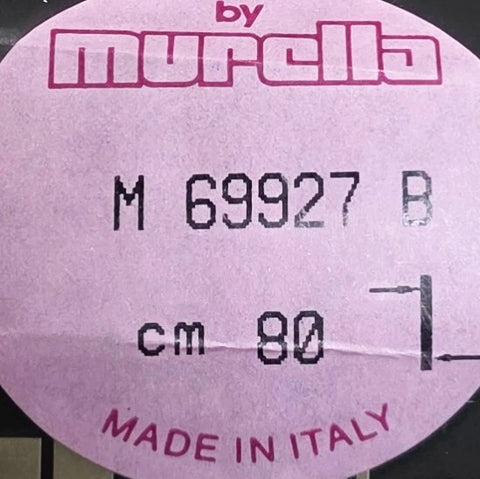 by
murella
M 69927 B
cm 80
MADE IN ITALY